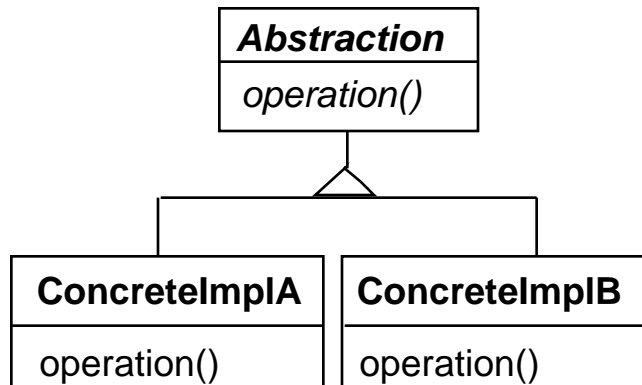 Abstraction
operation()
ConcreteImplA
ConcreteImplB
operation()
operation()